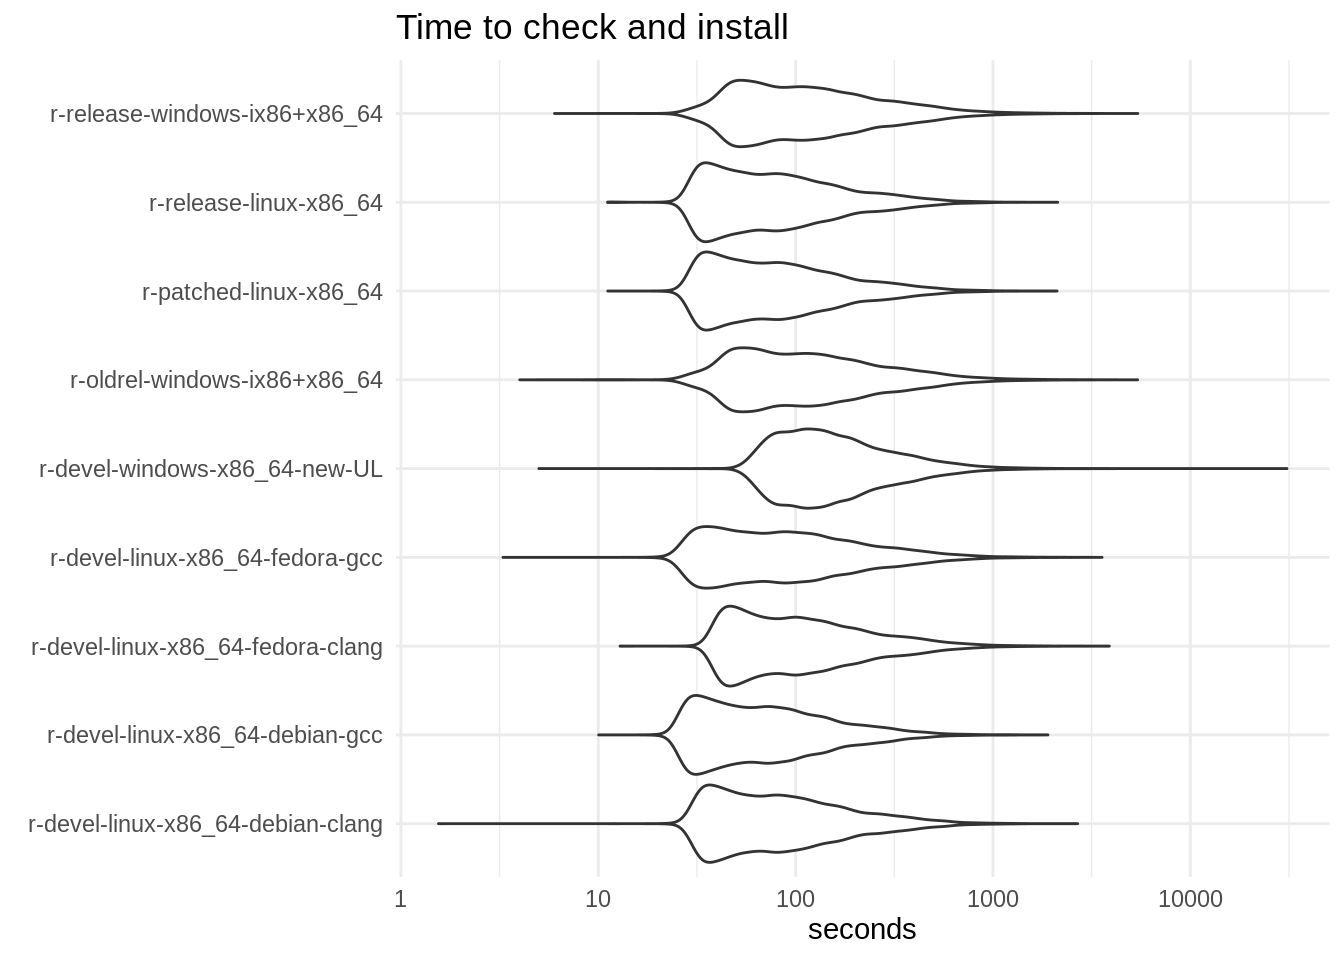 Time to check and install
r-release-windows-ix86+x86_64
r-release-linux-x86_64
r-patched-linux-x86_64
r-oldrel-windows-ix86+x86_64
r-devel-windows-x86_64-new-UL
r-devel-linux-x86_64-fedora-gcc
r-devel-linux-x86_64-fedora-clang
r-devel-linux-x86_64-debian-gcc
r-devel-linux-x86_64-debian-clang
1 10 100 1000 10000
seconds